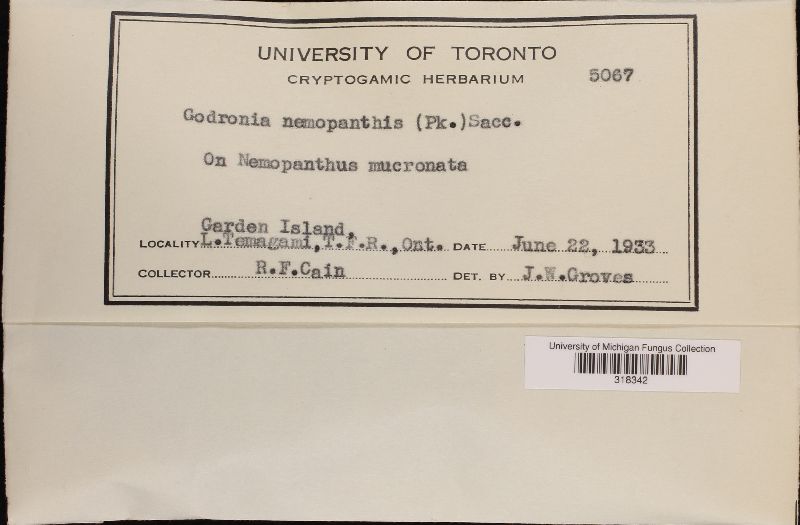 UNIVERSITY OF TORONTO
CRYPTOGAMIC HERBARIUM 5067
Godronia nemopanthis (Pk.)Sacc.
On Nemopanthus mucronata
Garden Island,
LOCALITY L.Temagami,T.F.R.,Ont. DATE June 22, 1933
COLLECTOR R.F.Cain DET. BY J.W.Groves
University of Michigan Fungus Collection
318342